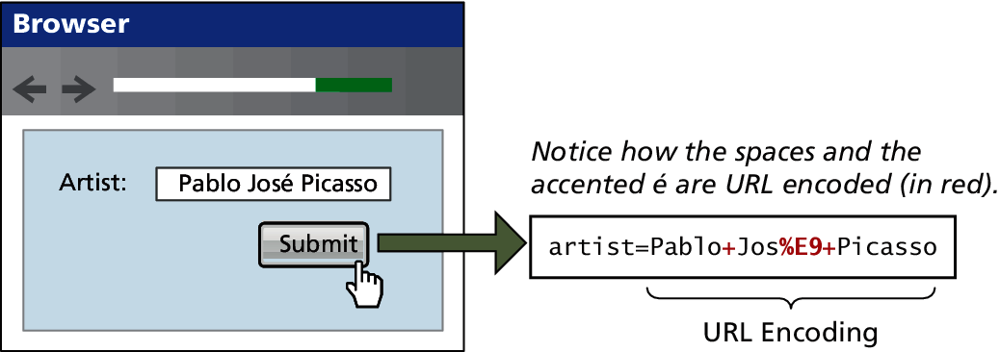 Browser
Artist:
Pablo José Picasso
Submit
Notice how the spaces and the
accented é are URL encoded (in red).
artist=Pablo+Jos%E9+Picasso
URL Encoding